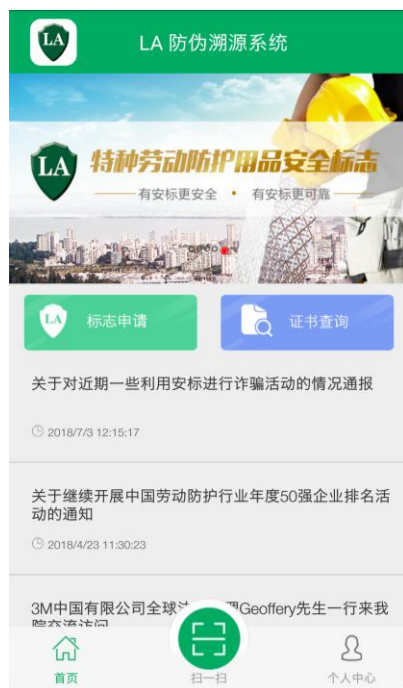 LA
LA 防伪溯源系统
LA
特种劳动防护用品安全标志
有安标更安全 • 有安标更可靠
LA
标志申请
证书查询
关于对近期一些利用安标进行诈骗活动的情况通报
2018/7/3 12:15:17
关于继续开展中国劳动防护行业年度50强企业排名活
动的通知
2018/4/23 11:30:23
3M中国有限公司全球 Geoffery先生一行来我
院交流访问
首页
扫一扫
个人中心